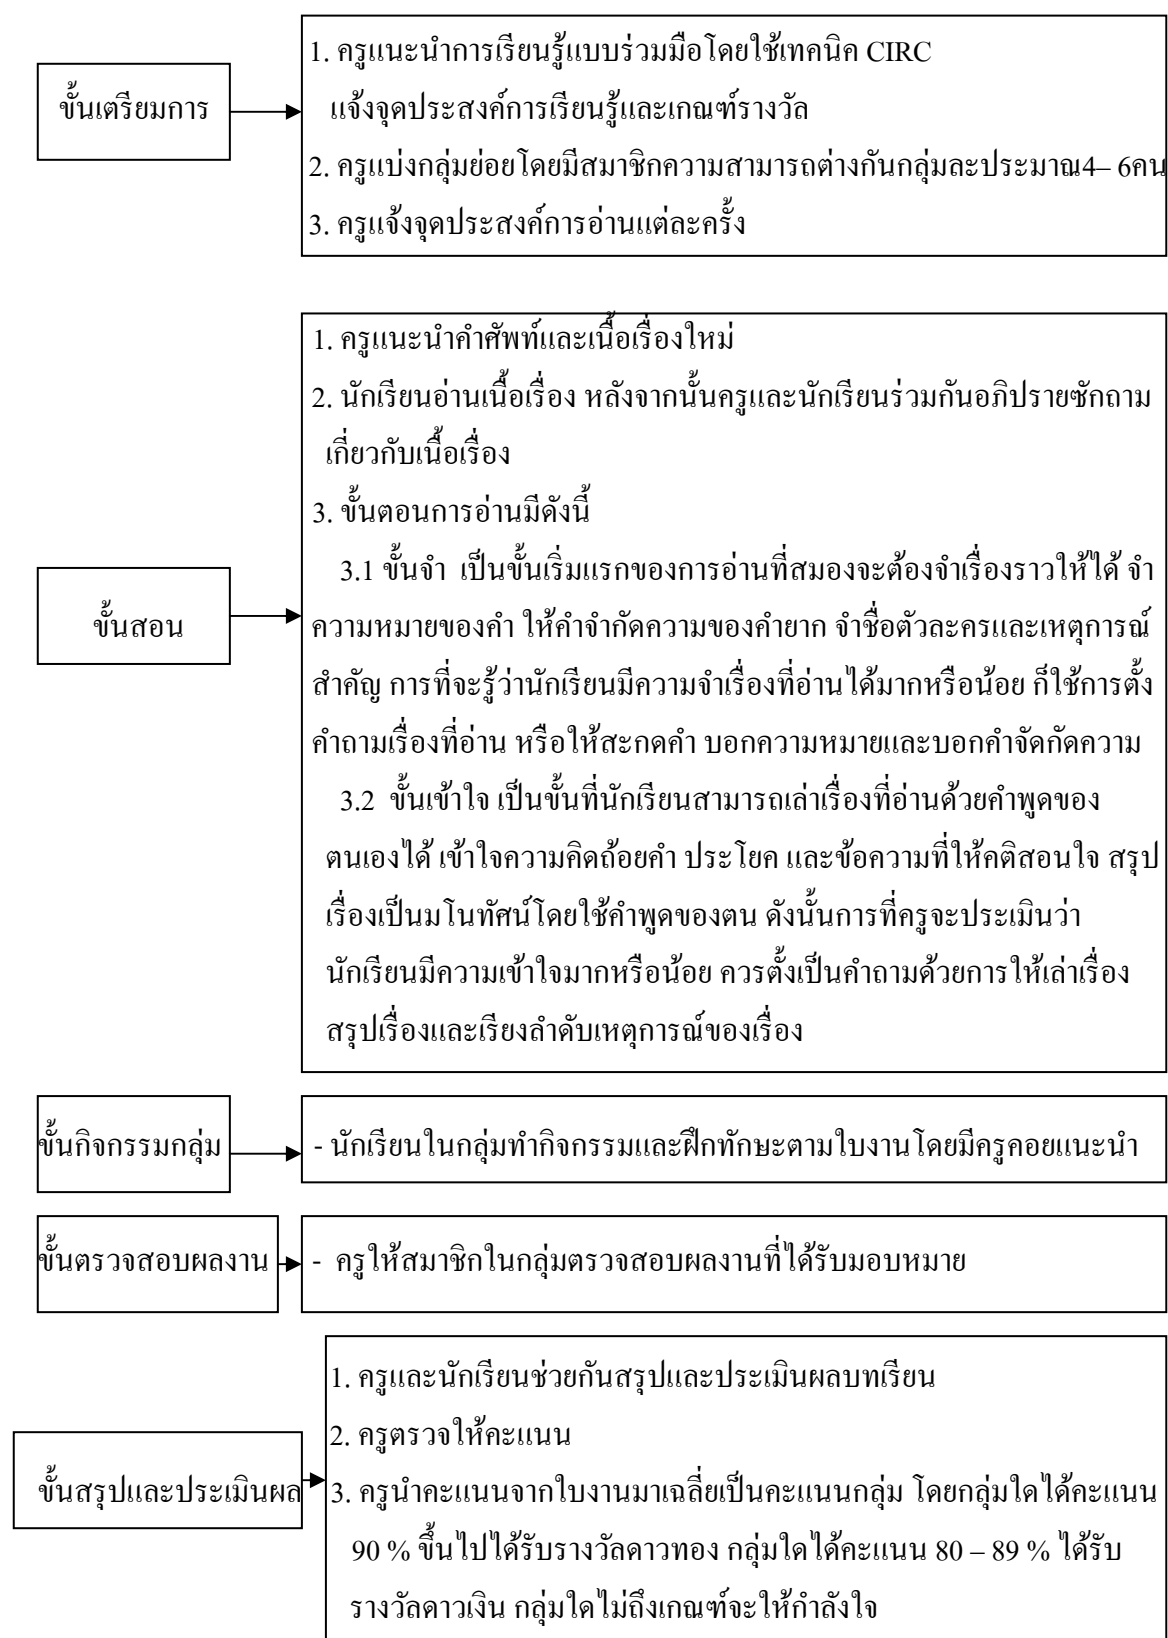 ขั้นเตรียมการ
1. ครูแนะนำการเรียนรู้แบบร่วมมือโดยใช้เทคนิค CIRC
แจ้งจุดประสงค์การเรียนรู้และเกณฑ์รางวัล
2. ครูแบ่งกลุ่มย่อยโดยมีสมาชิกความสามารถต่างกันกลุ่มละประมาณ4– 6คน
3. ครูแจ้งจุดประสงค์การอ่านแต่ละครั้ง
ขั้นสอน
1. ครูแนะนำคำศัพท์และเนื้อเรื่องใหม่
2. นักเรียนอ่านเนื้อเรื่อง หลังจากนั้นครูและนักเรียนร่วมกันอภิปรายซักถาม
เกี่ยวกับเนื้อเรื่อง
3. ขั้นตอนการอ่านมีดังนี้
3.1 ขั้นจำ เป็นขั้นเริ่มแรกของการอ่านที่สมองจะต้องจำเรื่องราวให้ได้ จำ
ความหมายของคำ ให้คำจำกัดความของคำยาก จำชื่อตัวละครและเหตุการณ์
สำคัญ การที่จะรู้ว่านักเรียนมีความจำเรื่องที่อ่านได้มากหรือน้อย ก็ใช้การตั้ง
คำถามเรื่องที่อ่าน หรือให้สะกดคำ บอกความหมายและบอกคำจัดกัดความ
3.2 ขั้นเข้าใจ เป็นขั้นที่นักเรียนสามารถเล่าเรื่องที่อ่านด้วยคำพูดของ
ตนเองได้ เข้าใจความคิดถ้อยคำ ประโยค และข้อความที่ให้คติสอนใจ สรุป
เรื่องเป็นมโนทัศน์โดยใช้คำพูดของตน ดังนั้นการที่ครูจะประเมินว่า
นักเรียนมีความเข้าใจมากหรือน้อย ควรตั้งเป็นคำถามด้วยการให้เล่าเรื่อง
สรุปเรื่องและเรียงลำดับเหตุการณ์ของเรื่อง
ขั้นกิจกรรมกลุ่ม
- นักเรียนในกลุ่มทำกิจกรรมและฝึกทักษะตามใบงานโดยมีครูคอยแนะนำ
ขั้นตรวจสอบผลงาน
- ครูให้สมาชิกในกลุ่มตรวจสอบผลงานที่ได้รับมอบหมาย
ขั้นสรุปและประเมินผล
1. ครูและนักเรียนช่วยกันสรุปและประเมินผลบทเรียน
2. ครูตรวจให้คะแนน
3. ครูนำคะแนนจากใบงานมาเฉลี่ยเป็นคะแนนกลุ่ม โดยกลุ่มใดได้คะแนน
90 % ขึ้นไปได้รับรางวัลดาวทอง กลุ่มใดได้คะแนน 80 – 89 % ได้รับ
รางวัลดาวเงิน กลุ่มใดไม่ถึงเกณฑ์จะให้กำลังใจ